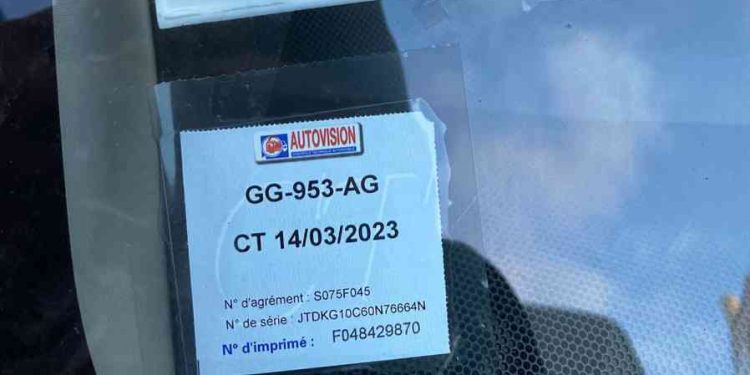 AUTOVISION
GG-953-AG
CT 14/03/2023
N° d'agrément : S075F045
N° de série : JTDKG10C60N76664N
N° d'imprimé : F048429870